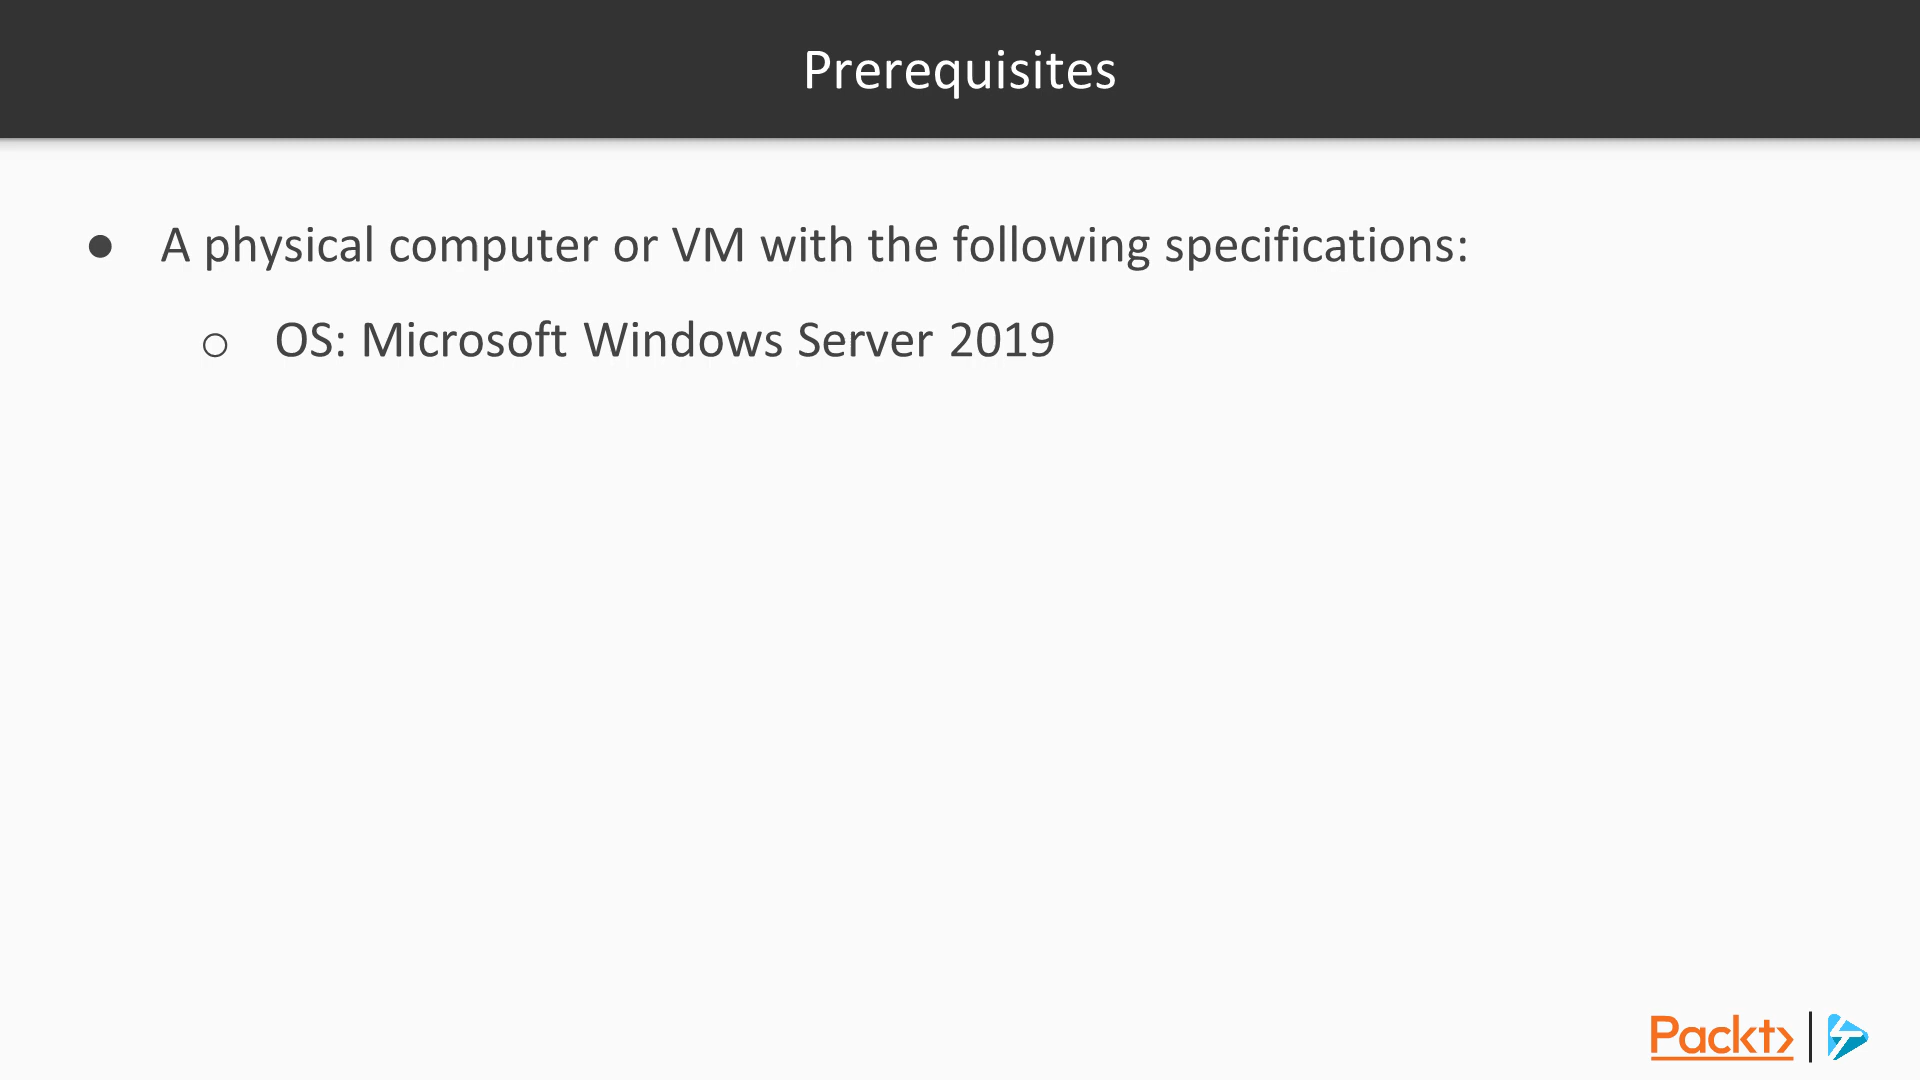 Prerequisites
● A physical computer or VM with the following specifications:
○ OS: Microsoft Windows Server 2019
Packt>